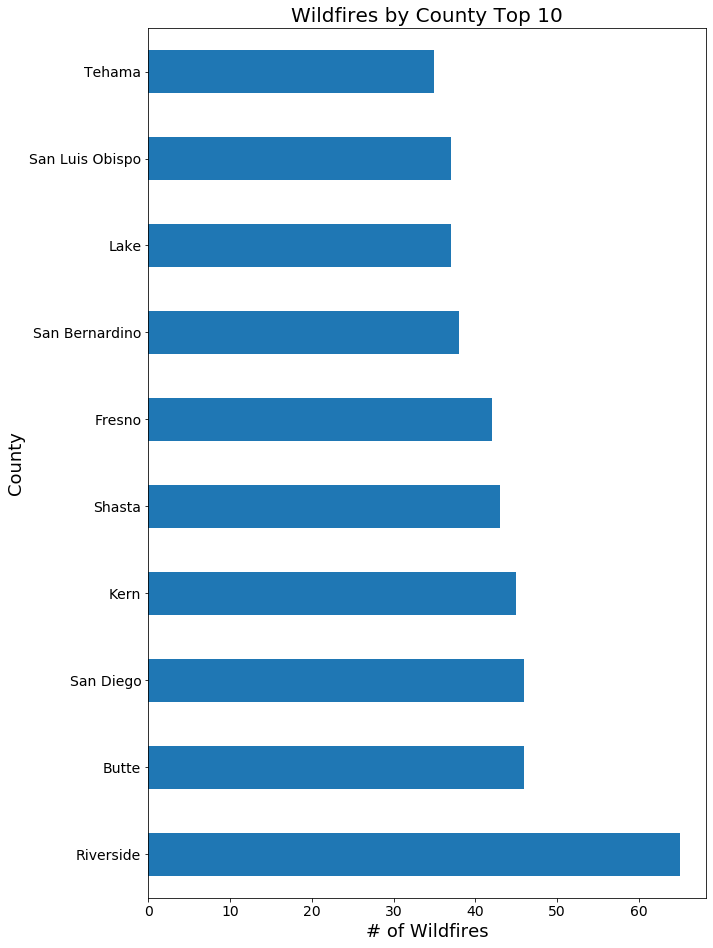 Wildfires by County Top 10
Tehama
San Luis Obispo
Lake
San Bernardino
Fresno
Shasta
Kern
San Diego
Butte
Riverside
County
0 10 20 30 40 50 60
# of Wildfires